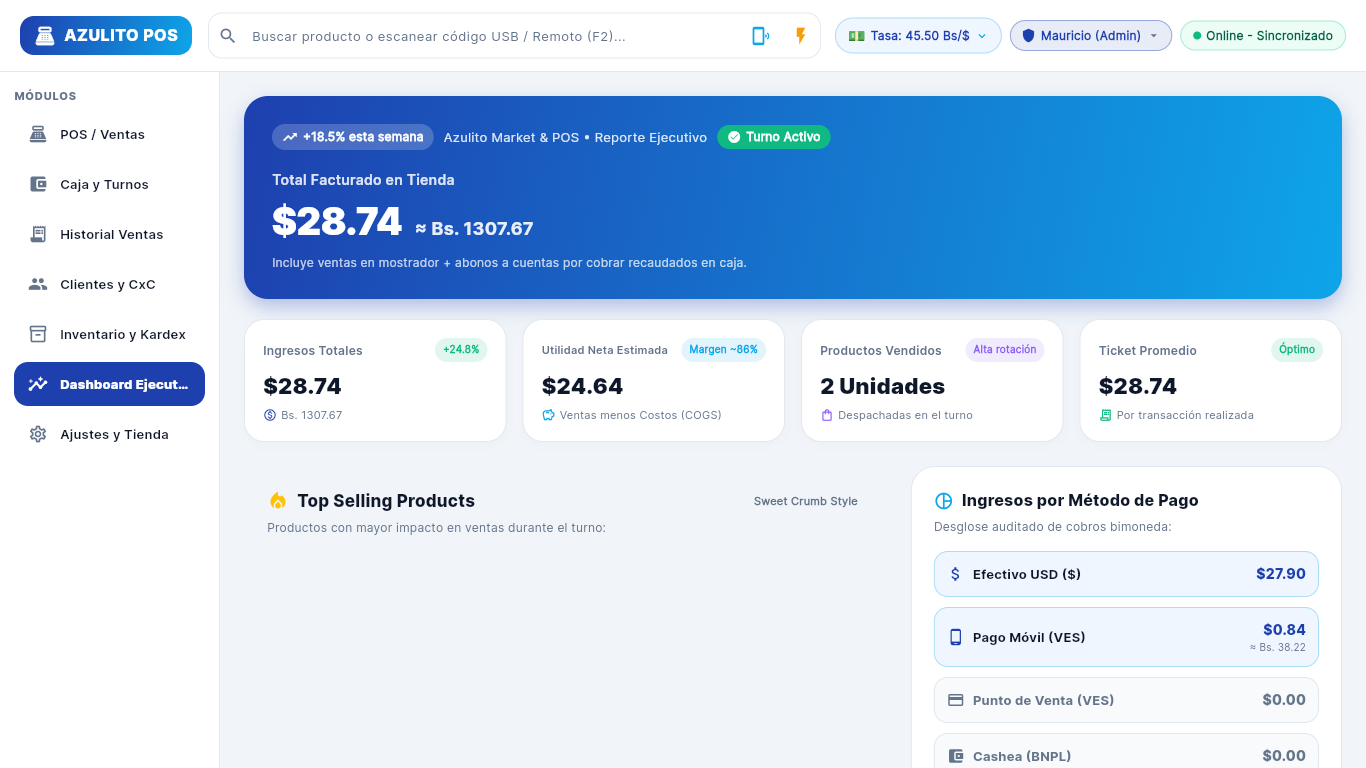 AZULITO POS
Buscar producto o escanear código USB / Remoto (F2)...
Tasa: 45.50 Bs/$
Mauricio (Admin)
Online - Sincronizado
MÓDULOS
POS / Ventas
Caja y Turnos
Historial Ventas
Clientes y CxC
Inventario y Kardex
Dashboard Ejecut...
Ajustes y Tienda
+18.5% esta semana
Azulito Market & POS • Reporte Ejecutivo
Turno Activo
Total Facturado en Tienda
$28.74 ≈ Bs. 1307.67
Incluye ventas en mostrador + abonos a cuentas por cobrar recaudados en caja.
Ingresos Totales
+24.8%
$28.74
Bs. 1307.67
Utilidad Neta Estimada
Margen ~86%
$24.64
Ventas menos Costos (COGS)
Productos Vendidos
Alta rotación
2 Unidades
Despachadas en el turno
Ticket Promedio
Óptimo
$28.74
Por transacción realizada
Top Selling Products
Sweet Crumb Style
Productos con mayor impacto en ventas durante el turno:
Ingresos por Método de Pago
Desglose auditado de cobros bimoneda:
Efectivo USD ($)
$27.90
Pago Móvil (VES)
$0.84
≈ Bs. 38.22
Punto de Venta (VES)
$0.00
Cashea (BNPL)
$0.00